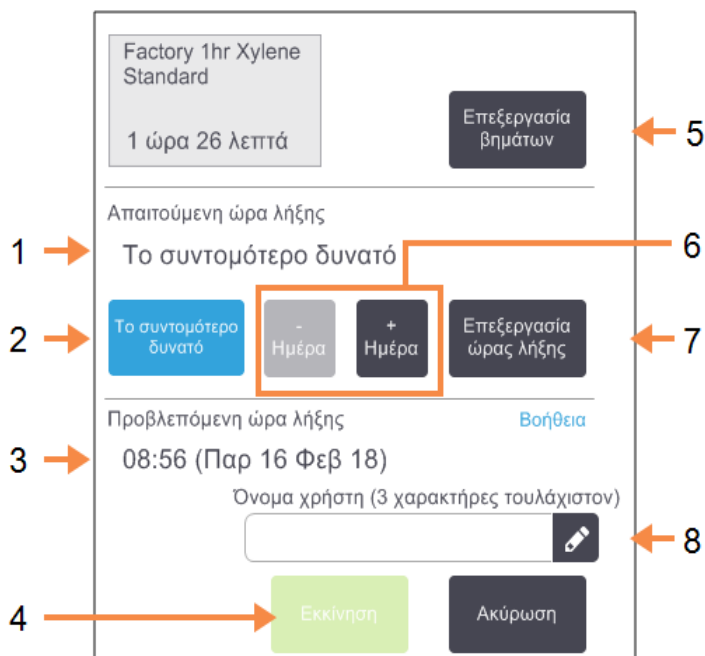 Factory 1hr Xylene
Standard
1 ώρα 26 λεπτά
Επεξεργασία
βημάτων
5
Απαιτούμενη ώρα λήξης
1
Το συντομότερο δυνατό
6
2
Το συντομότερο
δυνατό
-
Ημέρα
+
Ημέρα
Επεξεργασία
ώρας λήξης
7
Προβλεπόμενη ώρα λήξης
Βοήθεια
3
08:56 (Παρ 16 Φεβ 18)
Όνομα χρήστη (3 χαρακτήρες τουλάχιστον)
8
4
Εκκίνηση
Ακύρωση